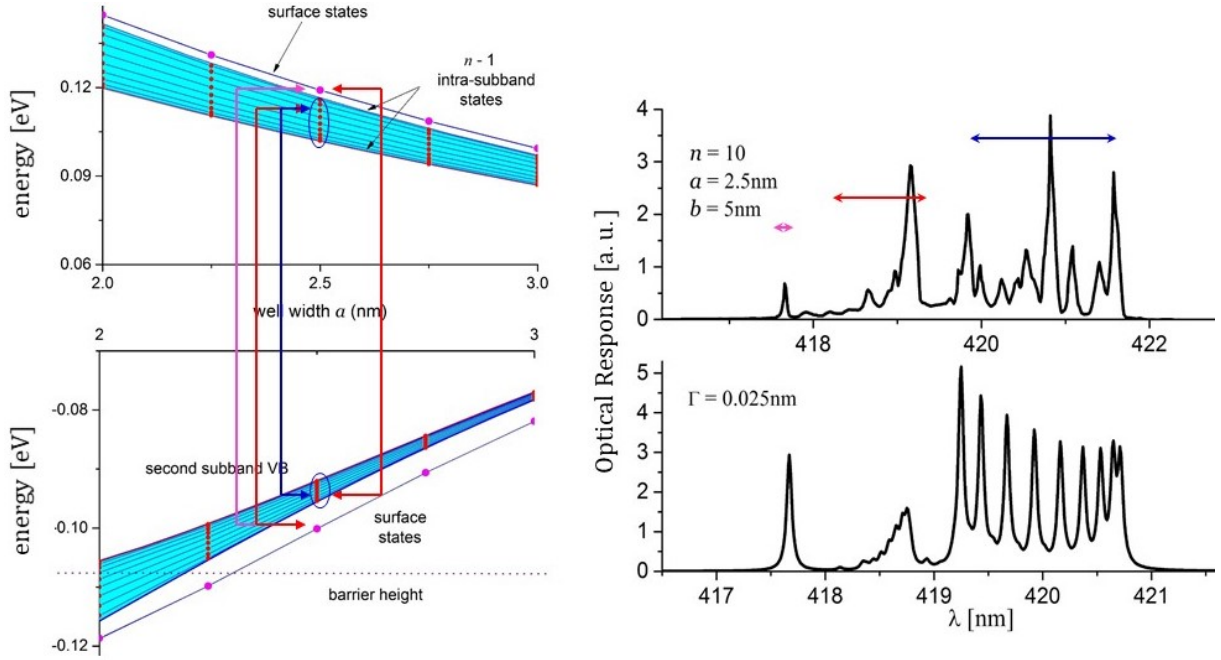 surface states
n - 1
intra-subband
states
energy [eV]
0.12
0.09
0.06
2.0
2.5
3.0
well width a (nm)
2
3
energy [eV]
-0.08
-0.10
-0.12
second subband VB
surface
states
barrier height
Optical Response [a. u.]
4
3
2
1
0
n = 10
a = 2.5nm
b = 5nm
418
420
422
5
4
3
2
1
0
Γ = 0.025nm
417
418
419
420
421
λ [nm]